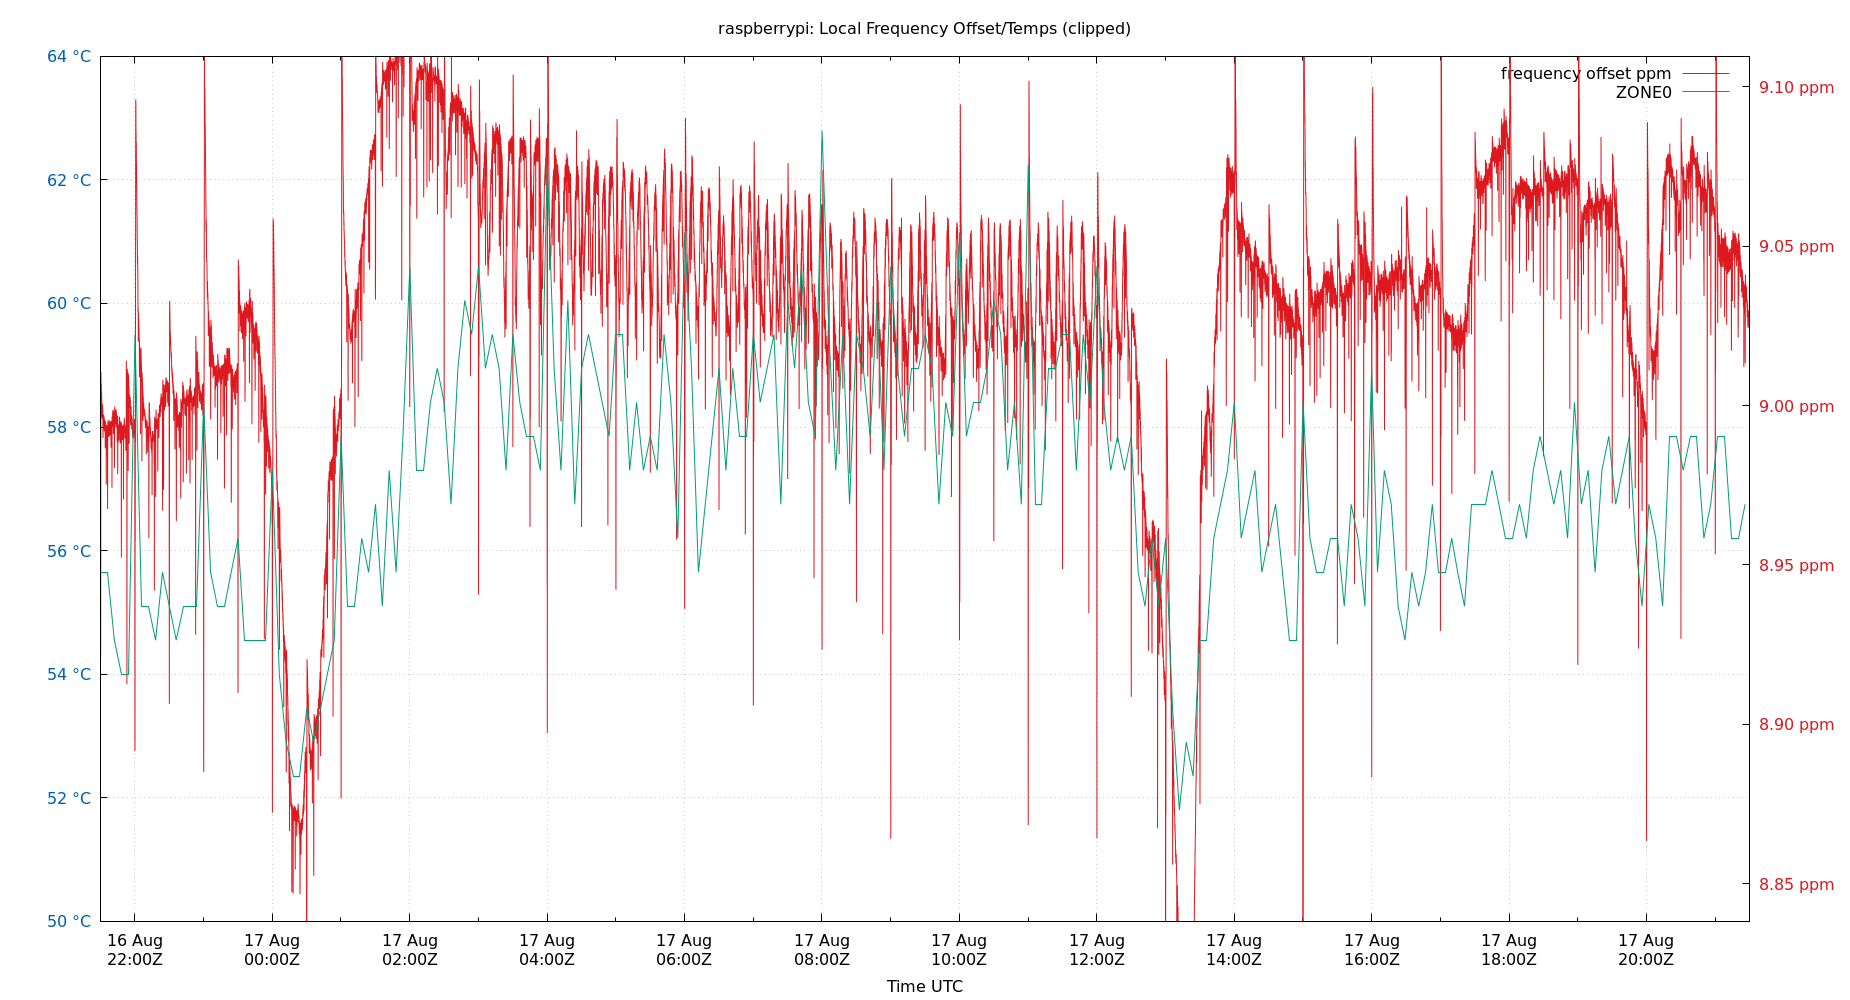 raspberrypi: Local Frequency Offset/Temps (clipped)
frequency offset ppm
ZONE0
64 °C
62 °C
60 °C
58 °C
56 °C
54 °C
52 °C
50 °C
9.10 ppm
9.05 ppm
9.00 ppm
8.95 ppm
8.90 ppm
8.85 ppm
16 Aug
22:00Z
17 Aug
00:00Z
17 Aug
02:00Z
17 Aug
04:00Z
17 Aug
06:00Z
17 Aug
08:00Z
17 Aug
10:00Z
17 Aug
12:00Z
17 Aug
14:00Z
17 Aug
16:00Z
17 Aug
18:00Z
17 Aug
20:00Z
Time UTC